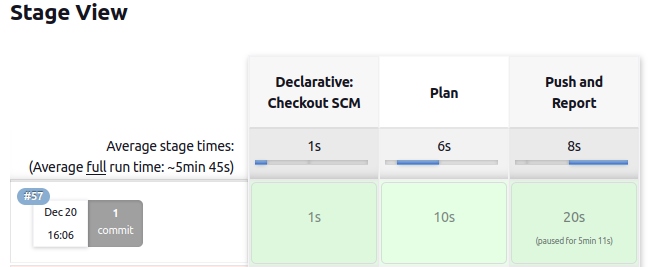 Stage View
Declarative:
Checkout SCM
Plan
Push and
Report
Average stage times:
(Average full run time: ~5min 45s)
1s
6s
8s
#57
Dec 20
16:06
1
commit
1s
10s
20s
(paused for 5min 11s)